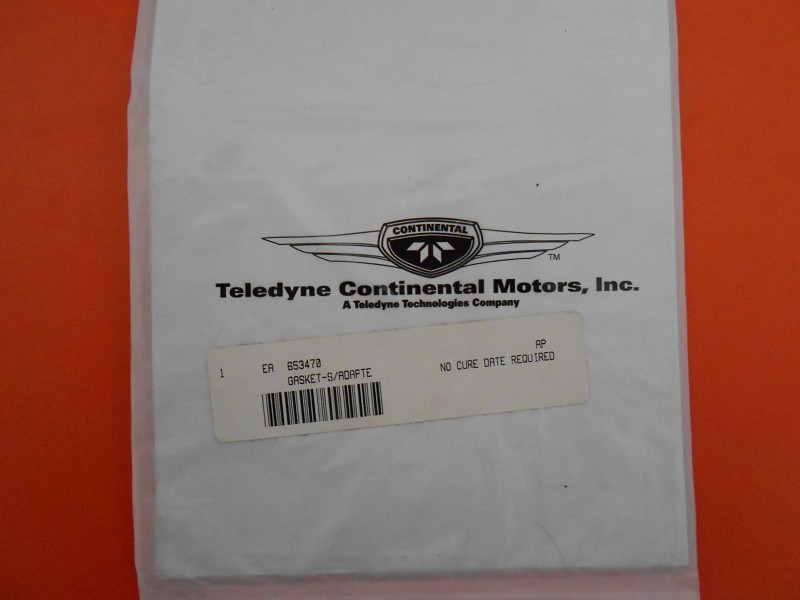 CONTINENTAL
TM
Teledyne Continental Motors, Inc.
A Teledyne Technologies Company
1 EA 653470 AP
GASKET-S/ADAPTE NO CURE DATE REQUIRED